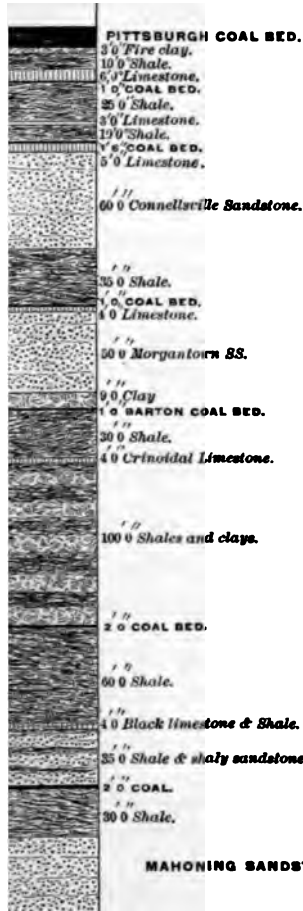 PITTSBURGH COAL BED.
3'0" Fire clay.
10'0" Shale.
6'0" Limestone.
1'0" COAL BED.
25'0" Shale.
3'0" Limestone.
19'0" Shale.
1'6" COAL BED.
5'0 Limestone.
60'0" Connellsville Sandstone.
35'0" Shale.
1'0" COAL BED.
4'0 Limestone.
50'0" Morgantown SS.
9'0 Clay
1'0" BARTON COAL BED.
30'0" Shale.
4'0" Crinoidal Limestone.
100'0" Shales and clays.
2'0" COAL BED.
60'0" Shale.
4'0" Black limestone & Shale.
35'0" Shale & shaly sandstone
2'0" COAL.
30'0" Shale.
MAHONING SANDS